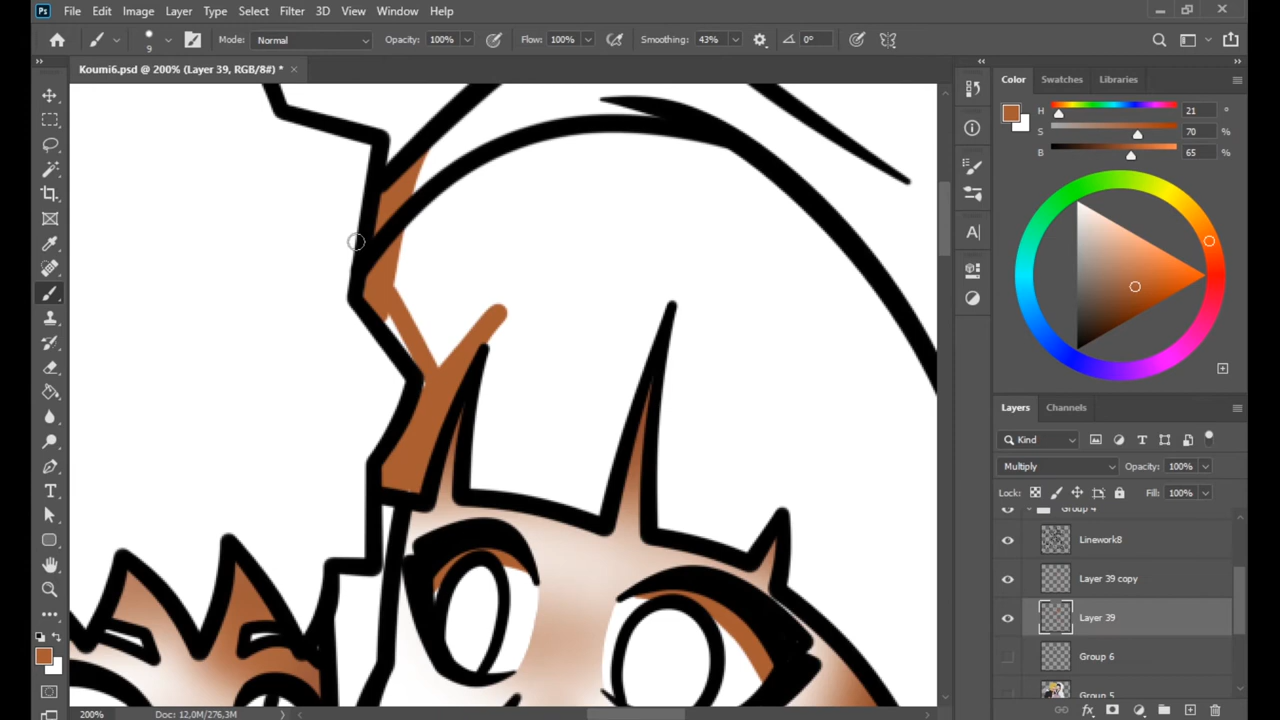 Ps File Edit Image Layer Type Select Filter 3D View Window Help
9 Mode: Normal Opacity: 100% Flow: 100% Smoothing: 43% 0°
Koumi6.psd @ 200% (Layer 39, RGB/8#) *
Color Swatches Libraries
H 21 °
S 70 %
B 65 %
Layers Channels
Kind
Multiply Opacity: 100%
Lock: Fill: 100%
Group 4
Linework8
Layer 39 copy
Layer 39
Group 6
Group 5
200% Doc: 12,0M/276,3M